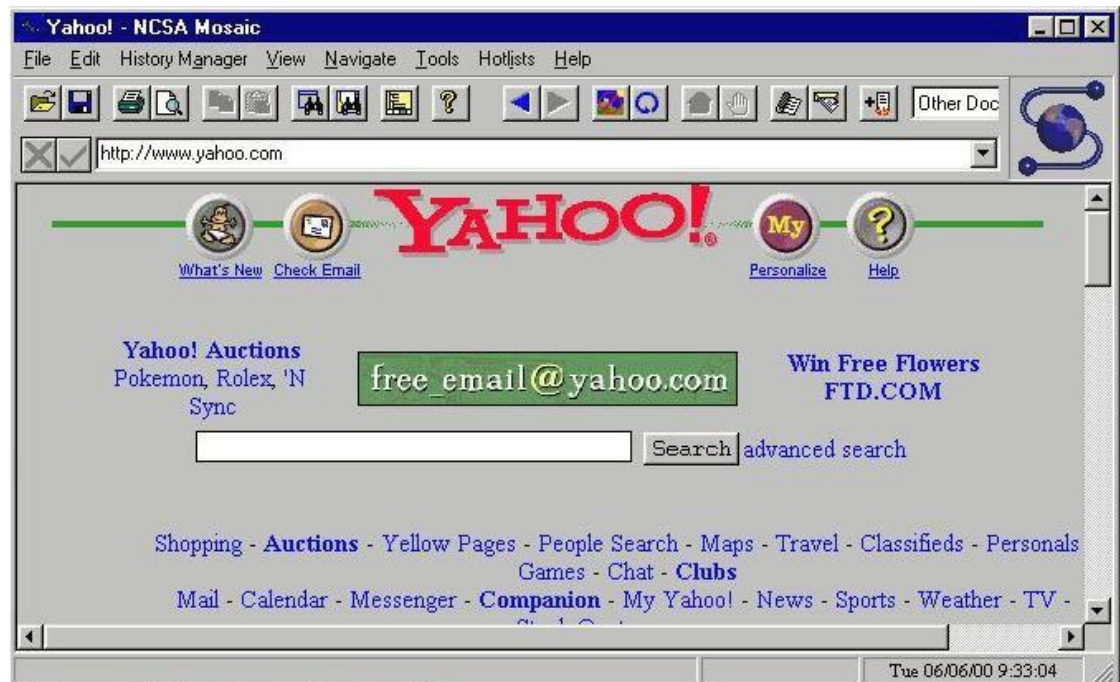 Yahoo! - NCSA Mosaic
File Edit History Manager View Navigate Tools Hotlists Help
Other Doc
http://www.yahoo.com
YAHOO!
My
What's New Check Email Personalize Help
Yahoo! Auctions
Pokemon, Rolex, 'N
Sync
free_email@yahoo.com
Win Free Flowers
FTD.COM
Search advanced search
Shopping - Auctions - Yellow Pages - People Search - Maps - Travel - Classifieds - Personals
Games - Chat - Clubs
Mail - Calendar - Messenger - Companion - My Yahoo! - News - Sports - Weather - TV -
Tue 06/06/00 9:33:04